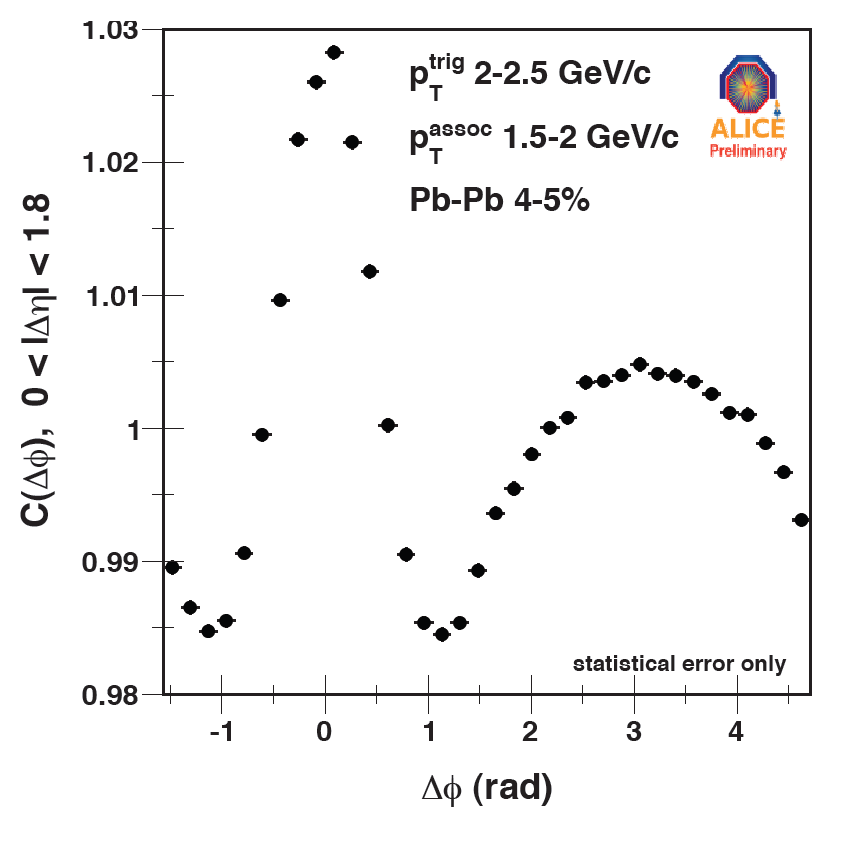 1.03
1.02
1.01
1
0.99
0.98
C(Δϕ), 0 < |Δη| < 1.8
p_T^trig 2-2.5 GeV/c
p_T^assoc 1.5-2 GeV/c
Pb-Pb 4-5%
ALICE
Preliminary
statistical error only
-1 0 1 2 3 4
Δϕ (rad)